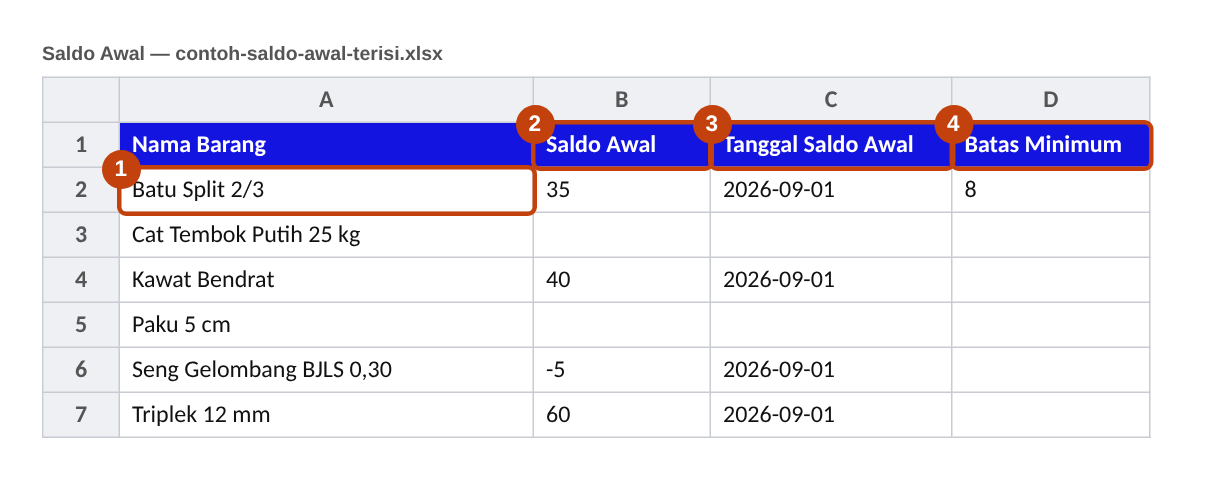 Saldo Awal — contoh-saldo-awal-terisi.xlsx
A B C D
1 Nama Barang 2 Saldo Awal 3 Tanggal Saldo Awal 4 Batas Minimum
1
2 Batu Split 2/3 35 2026-09-01 8
3 Cat Tembok Putih 25 kg
4 Kawat Bendrat 40 2026-09-01
5 Paku 5 cm
6 Seng Gelombang BJLS 0,30 -5 2026-09-01
7 Triplek 12 mm 60 2026-09-01